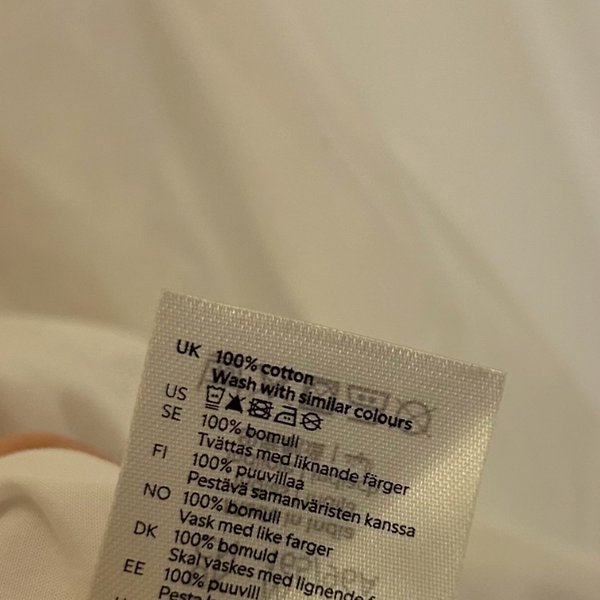 UK 100% cotton
Wash with similar colours
US
SE 100% bomull
Tvättas med liknande färger
FI 100% puuvillaa
Pestävä samanväristen kanssa
NO 100% bomull
Vask med like farger
DK 100% bomuld
Skal vaskes med lignende
EE 100% puuvill